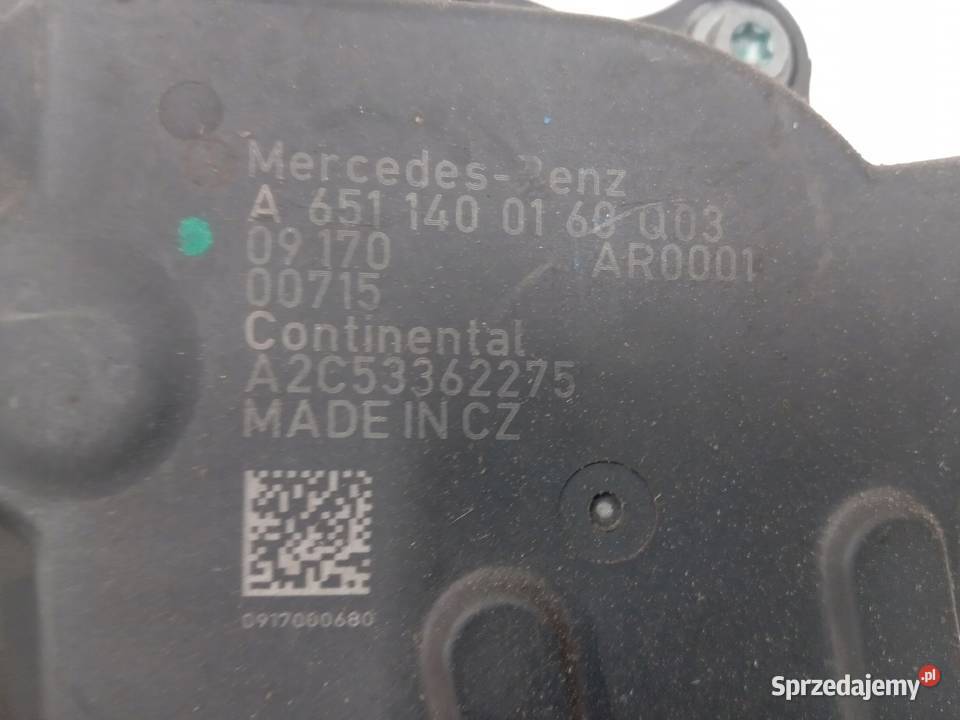 Mercedes-Benz
A 651 140 01 60 Q03
09 170 AR0001
00715
Continental
A2C53362275
MADE IN CZ
0917000680
Sprzedajemy.pl